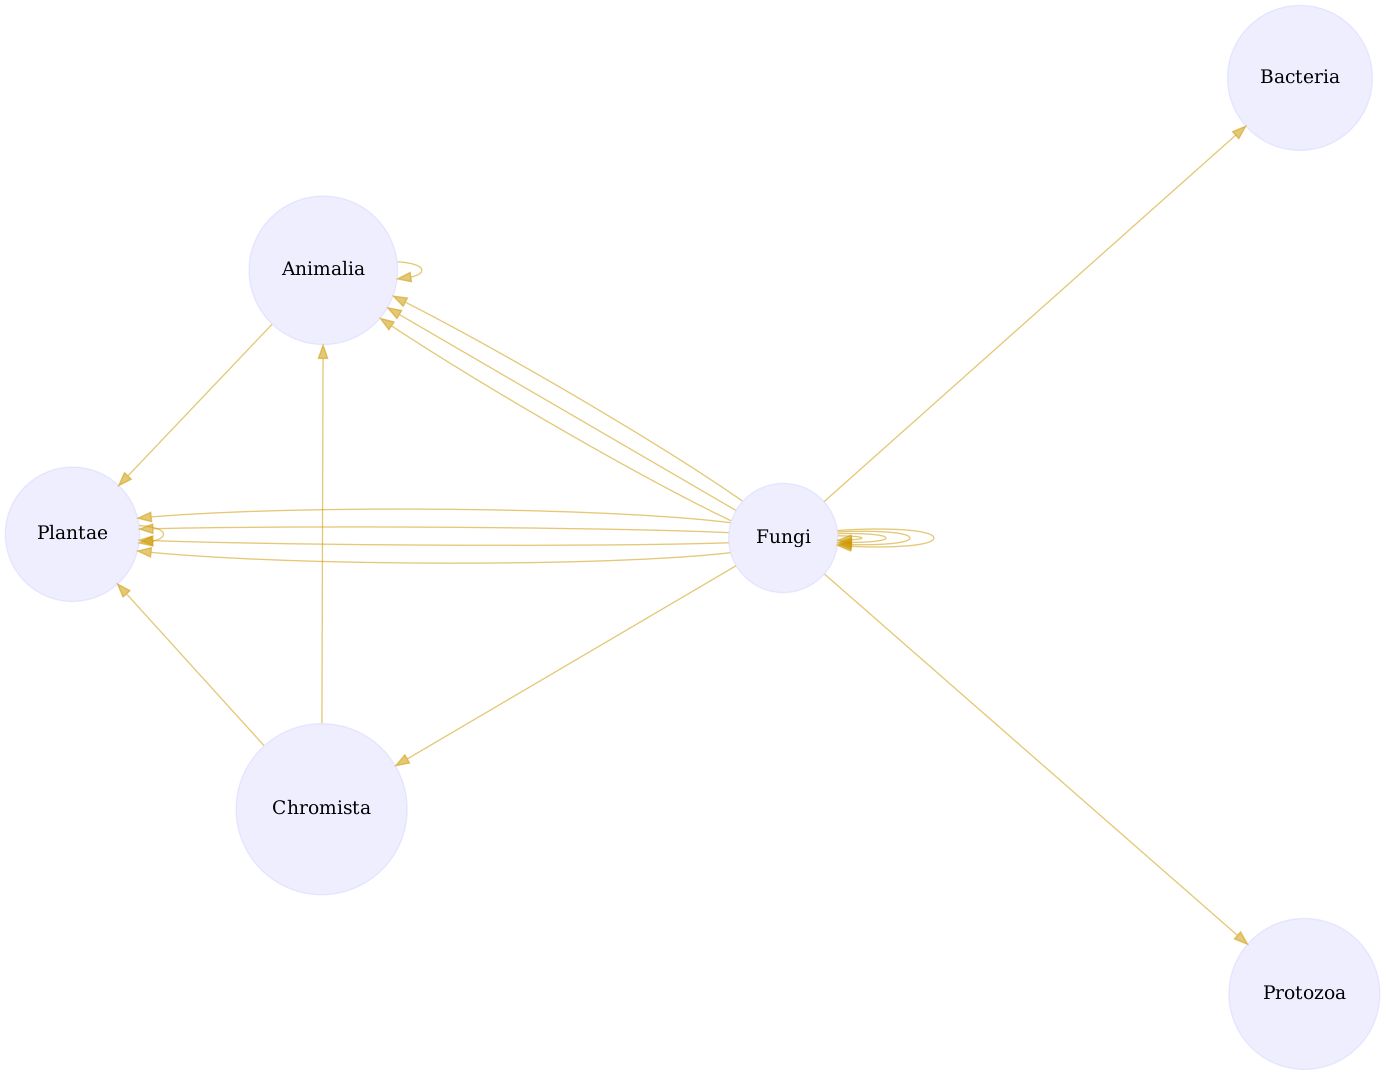 Bacteria
Animalia
Plantae
Fungi
Chromista
Protozoa